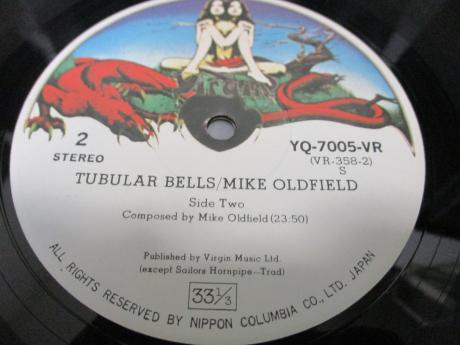 Virgin
2
STEREO
YQ-7005-VR
(VR-358-2)
S
TUBULAR BELLS/MIKE OLDFIELD
Side Two
Composed by Mike Oldfield (23:50)
Published by Virgin Music Ltd.
(except Sailors Hornpipe—Trad)
33 1/3
ALL RIGHTS RESERVED BY NIPPON COLUMBIA CO., LTD. JAPAN